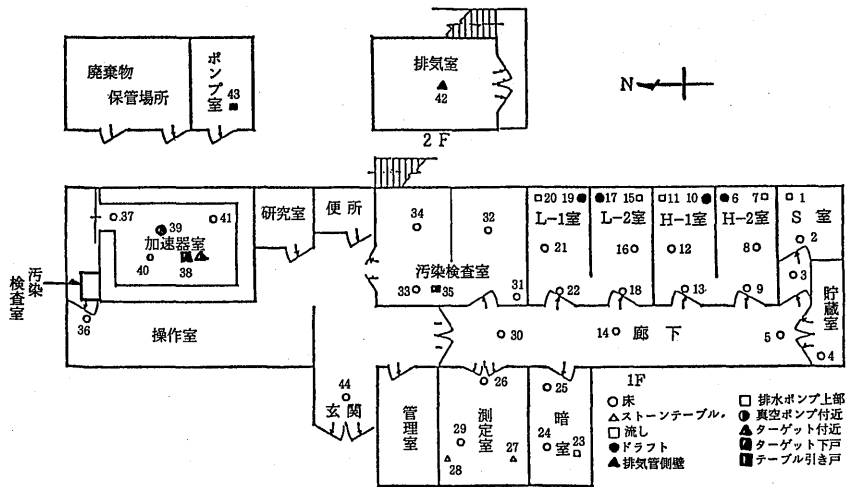 廃棄物
保管場所
ポンプ室
43
排気室
42
2F
N
37
39
41
加速器室
40
38
汚染検査室
36
操作室
研究室
便所
34
32
汚染検査室
33
35
31
20 19
L-1室
21
22
17 15
L-2室
16
18
11 10
H-1室
12
13
6 7
H-2室
8
9
1
S室
2
3
貯蔵室
4
30
14
廊下
5
44
玄関
管理室
26
測定室
29
28
27
25
暗室
24
23
1F
床
ストーンテーブル
流し
ドラフト
排気管側壁
排水ポンプ上部
真空ポンプ付近
ターゲット付近
ターゲット下戸
テーブル引き戸